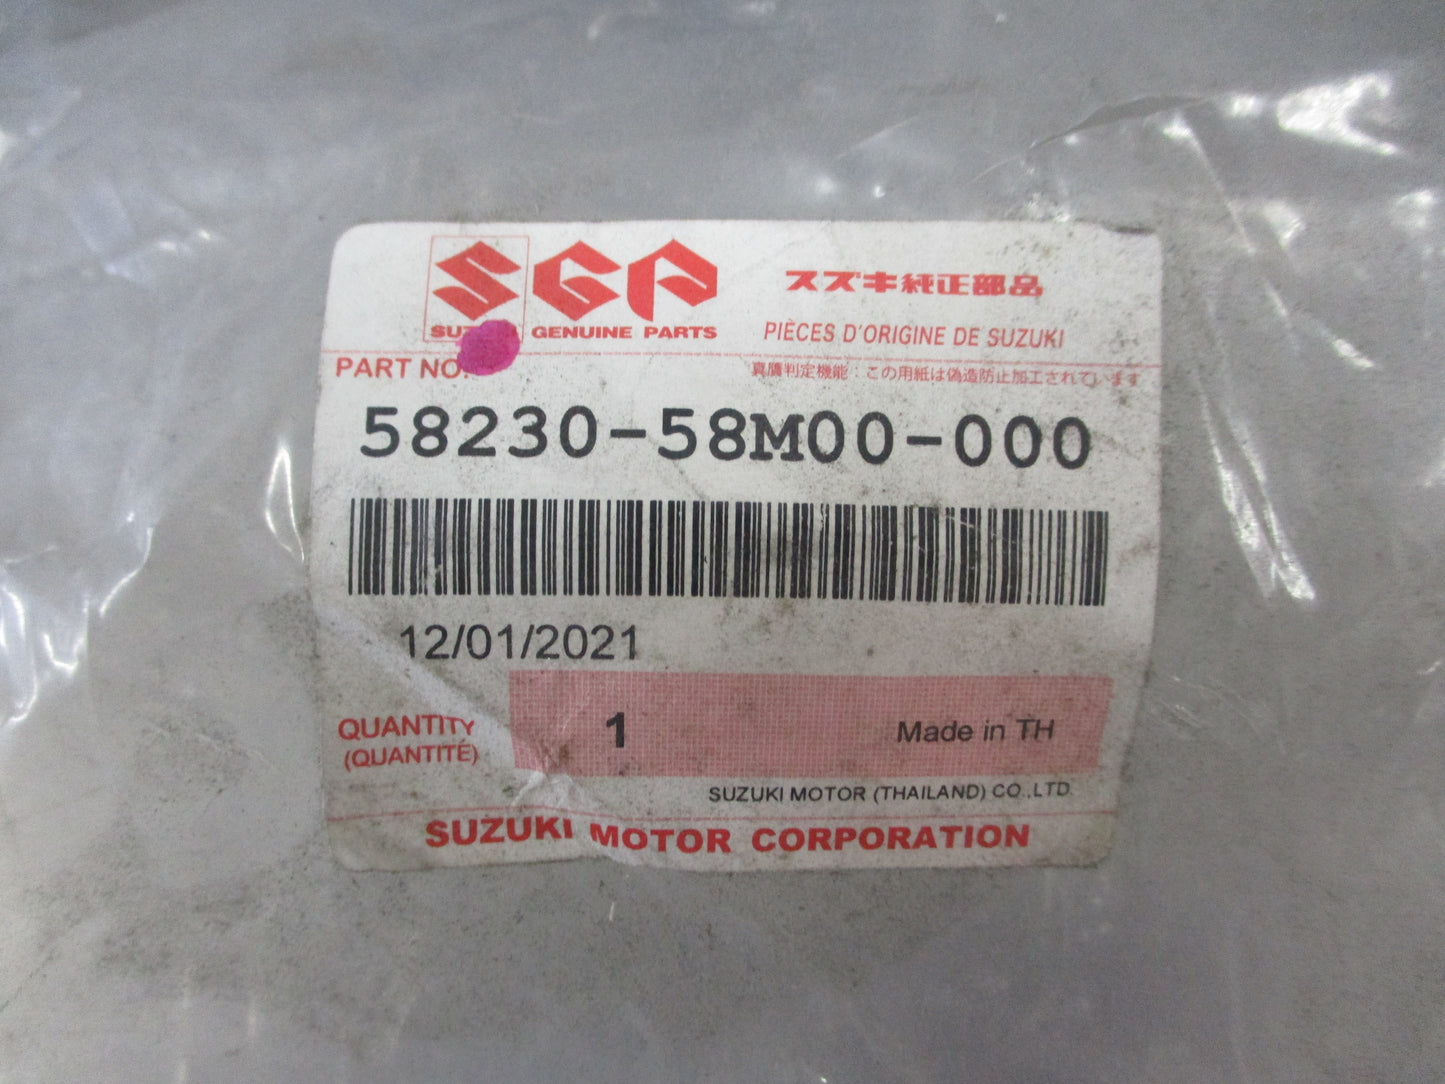 SGP
スズキ純正部品
SUZUKI GENUINE PARTS
PIÈCES D'ORIGINE DE SUZUKI
PART NO.
真贋判定機能：この用紙は偽造防止加工されています
58230-58M00-000
12/01/2021
QUANTITY
(QUANTITÉ)
1
Made in TH
SUZUKI MOTOR (THAILAND) CO.,LTD.
SUZUKI MOTOR CORPORATION